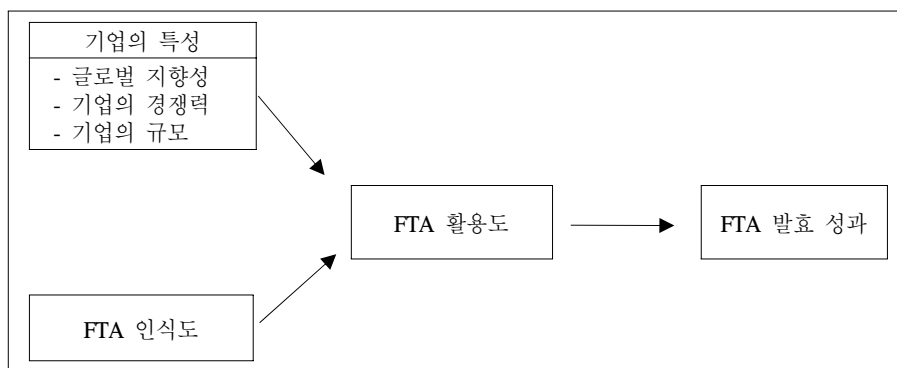 기업의 특성
- 글로벌 지향성
- 기업의 경쟁력
- 기업의 규모
FTA 활용도
FTA 발효 성과
FTA 인식도